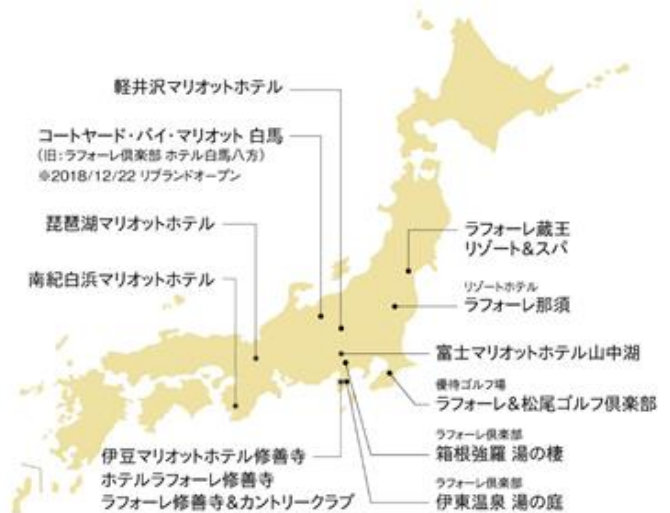 軽井沢マリオットホテル
コートヤード・バイ・マリオット 白馬
(旧:ラフォーレ倶楽部 ホテル白馬八方)
※2018/12/22 リブランドオープン
琵琶湖マリオットホテル
南紀白浜マリオットホテル
ラフォーレ蔵王
リゾート&スパ
リゾートホテル
ラフォーレ那須
富士マリオットホテル山中湖
優待ゴルフ場
ラフォーレ&松尾ゴルフ倶楽部
ラフォーレ倶楽部
箱根強羅 湯の棲
ラフォーレ倶楽部
伊東温泉 湯の庭
伊豆マリオットホテル修善寺
ホテルラフォーレ修善寺
ラフォーレ修善寺&カントリークラブ